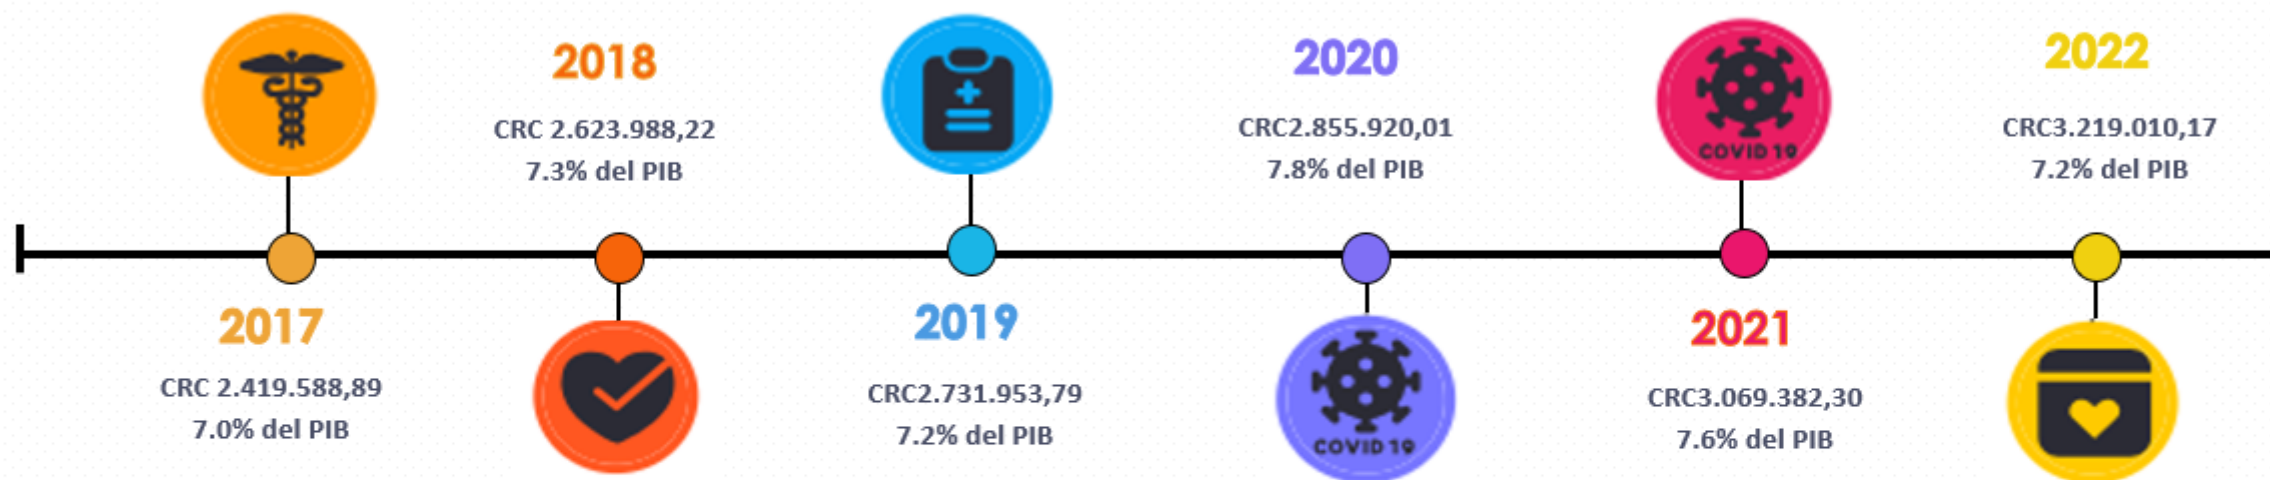 2017
CRC 2.419.588,89
7.0% del PIB
2018
CRC 2.623.988,22
7.3% del PIB
2019
CRC2.731.953,79
7.2% del PIB
2020
CRC2.855.920,01
7.8% del PIB
COVID 19
COVID 19
2021
CRC3.069.382,30
7.6% del PIB
2022
CRC3.219.010,17
7.2% del PIB